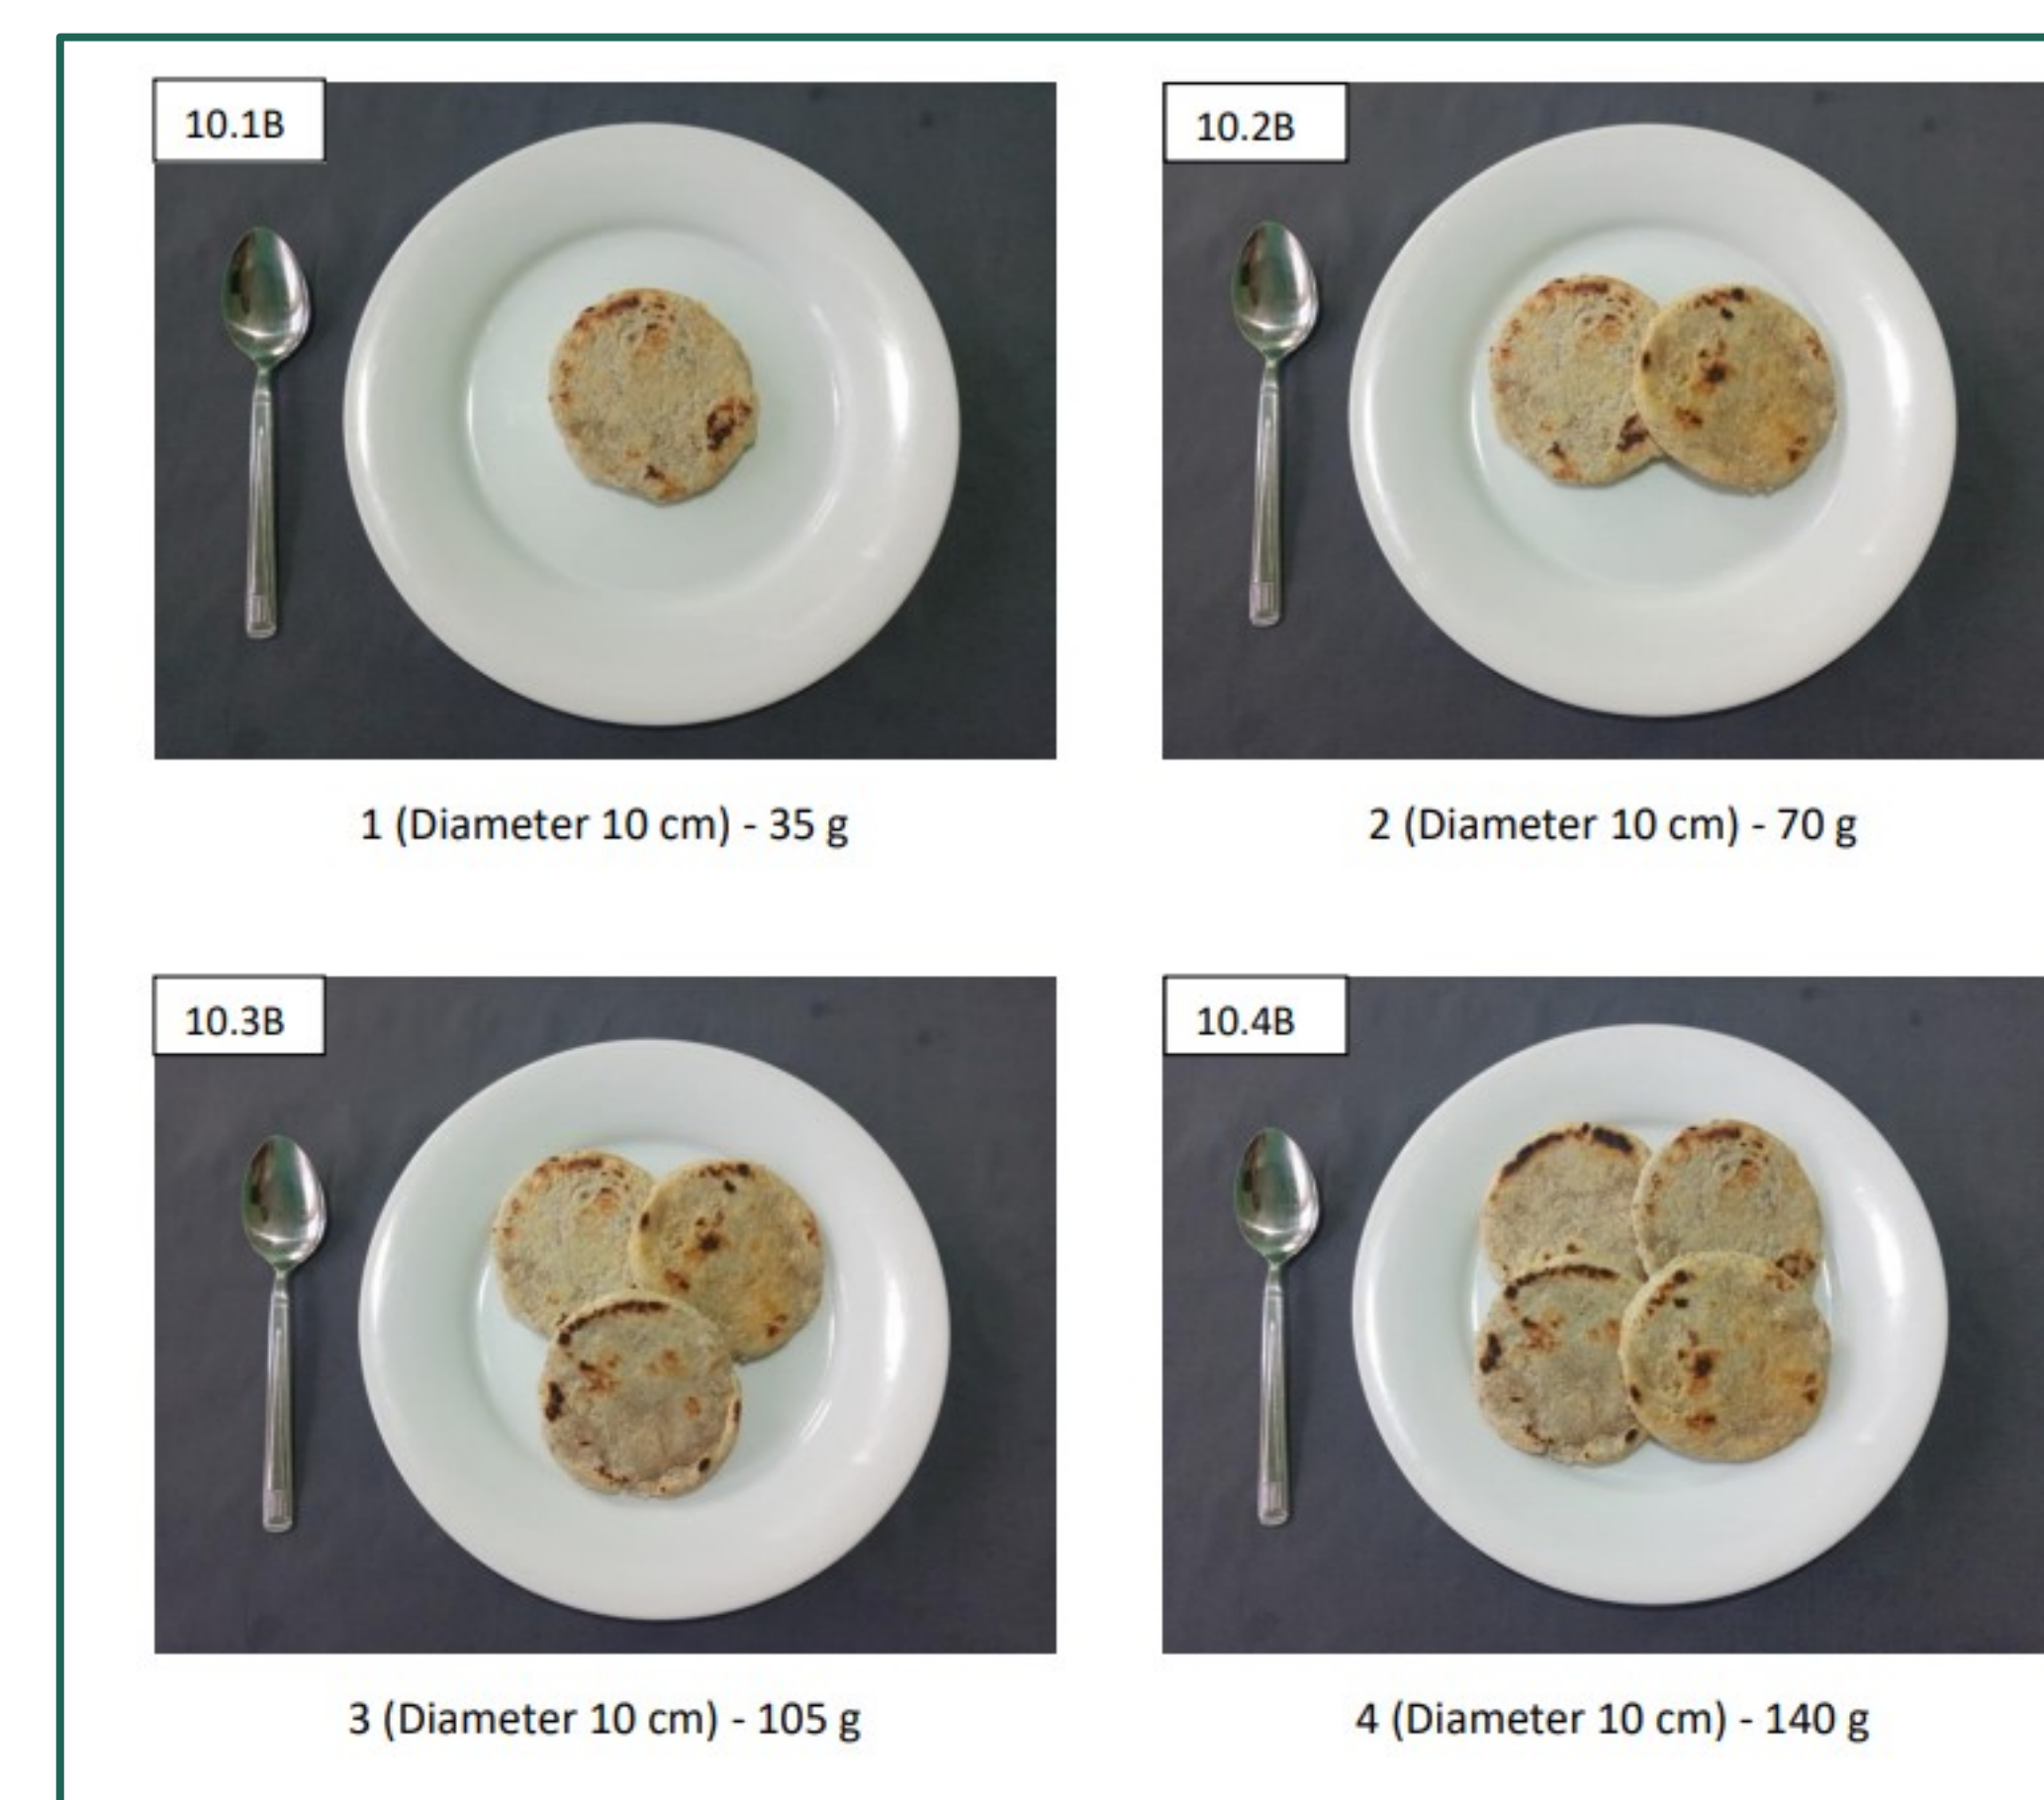 10.1B
10.2B
1 (Diameter 10 cm) - 35 g
2 (Diameter 10 cm) - 70 g
10.3B
10.4B
3 (Diameter 10 cm) - 105 g
4 (Diameter 10 cm) - 140 g